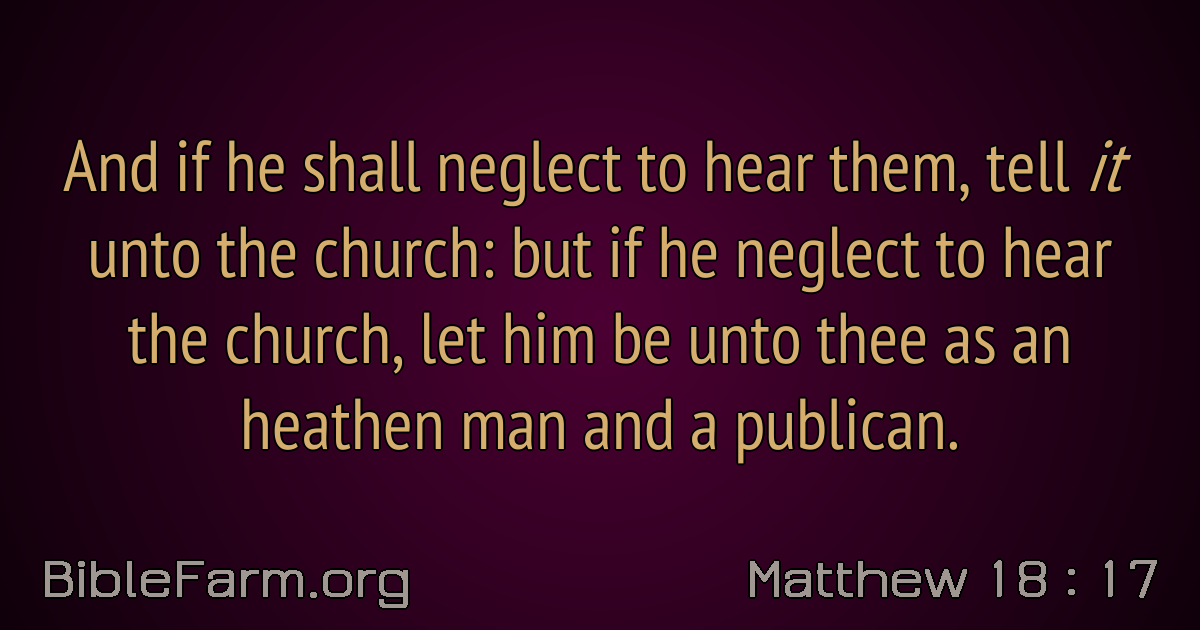 And if he shall neglect to hear them, tell it
unto the church: but if he neglect to hear
the church, let him be unto thee as an
heathen man and a publican.
BibleFarm.org
Matthew 18 : 17